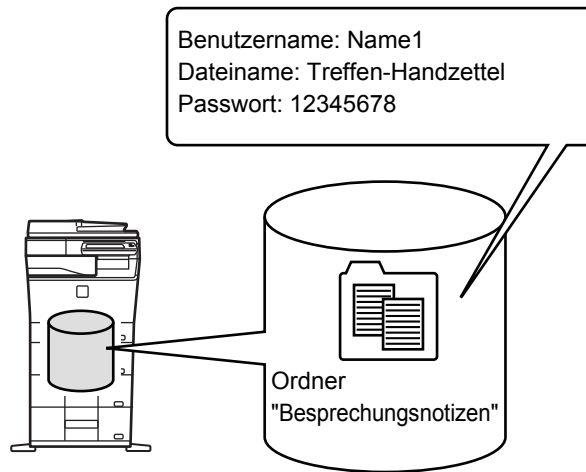 Benutzername: Name1
Dateiname: Treffen-Handzettel
Passwort: 12345678
Ordner
"Besprechungsnotizen"